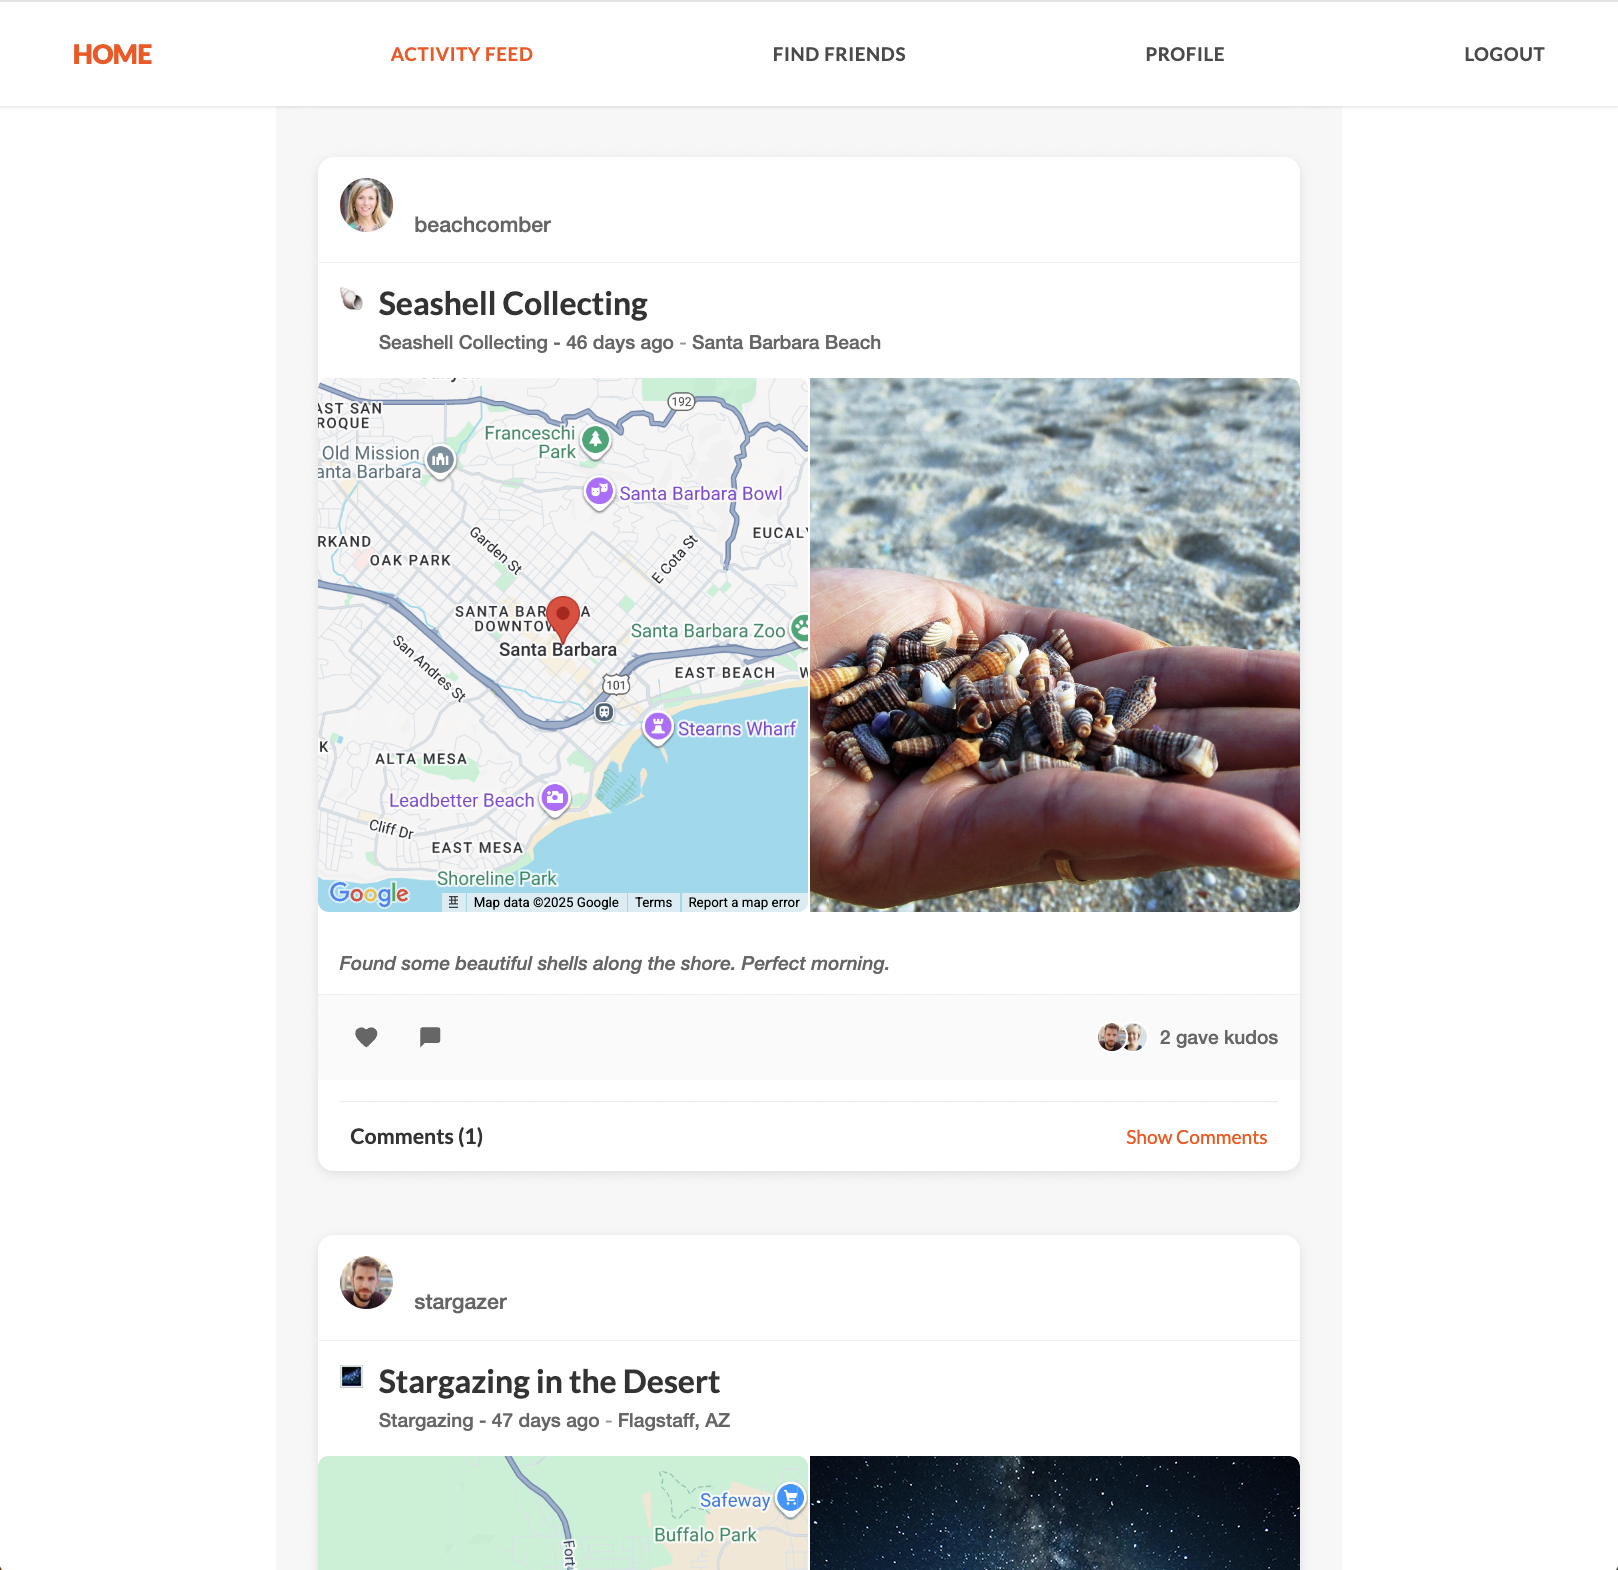 HOME
ACTIVITY FEED
FIND FRIENDS
PROFILE
LOGOUT
beachcomber
Seashell Collecting
Seashell Collecting - 46 days ago - Santa Barbara Beach
192
AST SAN
ROQUE
Franceschi
Park
Old Mission
anta Barbara
Santa Barbara Bowl
Garden St
E Cota St
EUCAL
RKAND
OAK PARK
SANTA BAR A
DOWNTOW
Santa Barbara
Santa Barbara Zoo
San Andres St
EAST BEACH
W
101
Stearns Wharf
K
ALTA MESA
Leadbetter Beach
Cliff Dr
EAST MESA
Shoreline Park
Google
Map data ©2025 Google
Terms
Report a map error
Found some beautiful shells along the shore. Perfect morning.
2 gave kudos
Comments (1)
Show Comments
stargazer
Stargazing in the Desert
Stargazing - 47 days ago - Flagstaff, AZ
Safeway
Buffalo Park
Fort